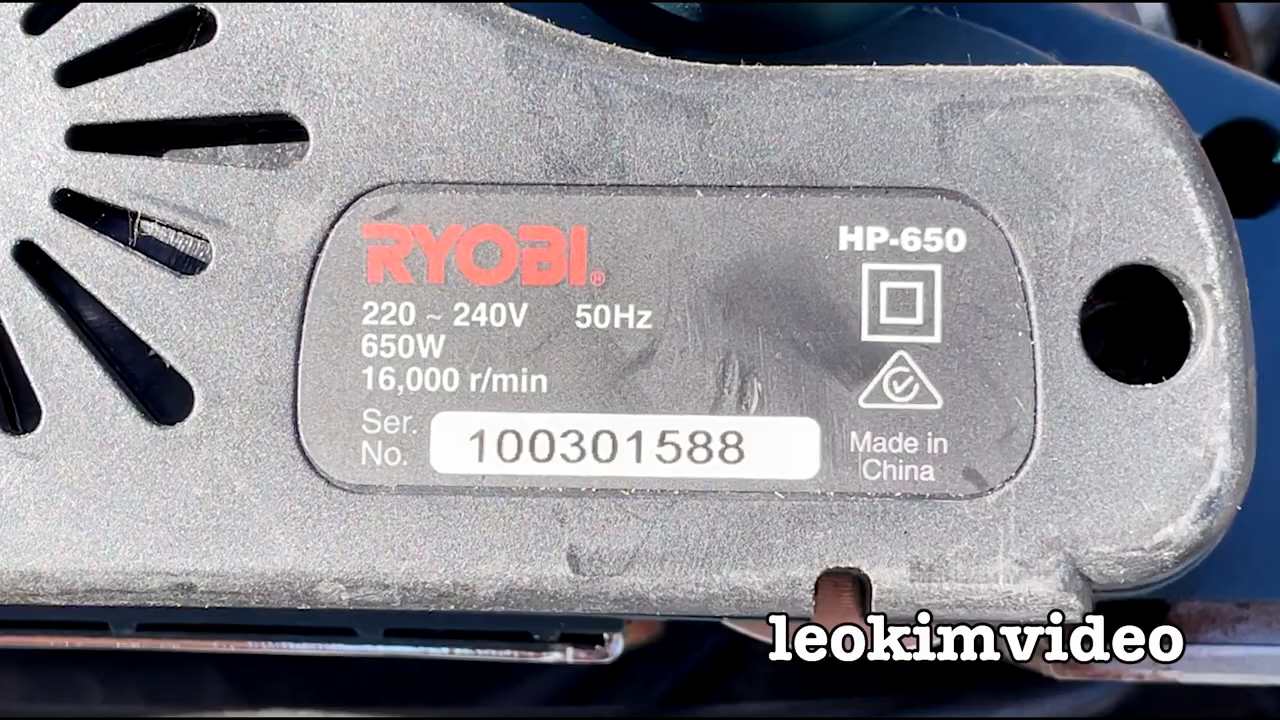 RYOBI®
HP-650
220 ~ 240V 50Hz
650W
16,000 r/min
Ser. No. 100301588
Made in
China
leokimvideo